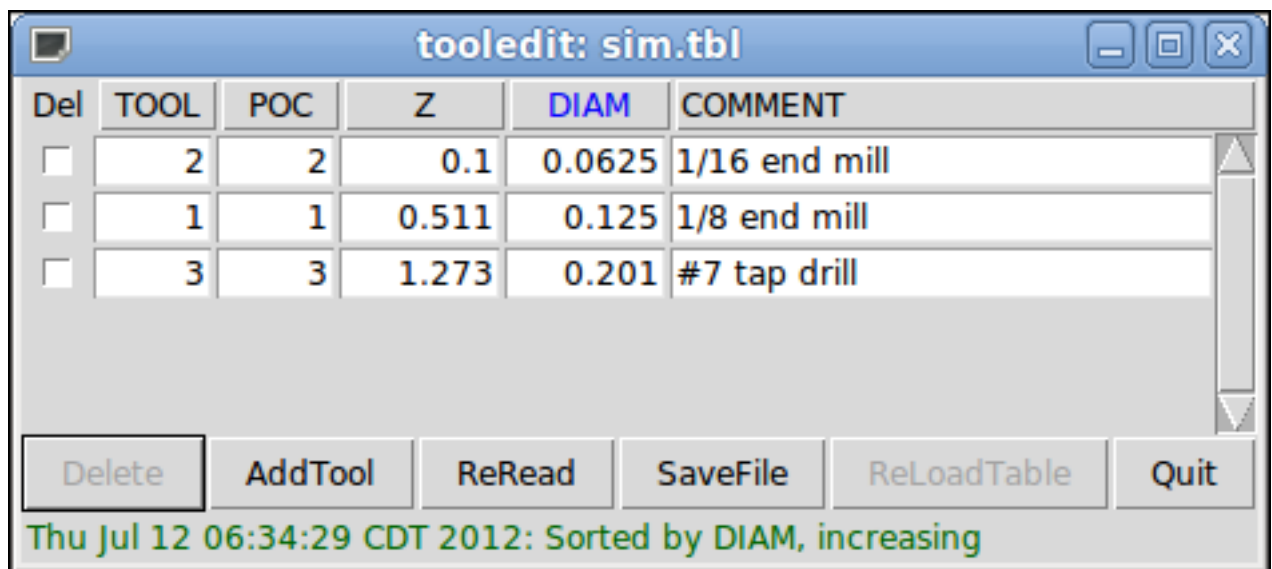 tooledit: sim.tbl
Del TOOL POC Z DIAM COMMENT
2 2 0.1 0.0625 1/16 end mill
1 1 0.511 0.125 1/8 end mill
3 3 1.273 0.201 #7 tap drill
Delete AddTool ReRead SaveFile ReLoadTable Quit
Thu Jul 12 06:34:29 CDT 2012: Sorted by DIAM, increasing